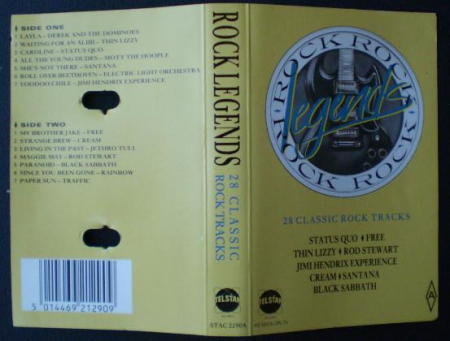 SIDE ONE
1 LAYLA – DEREK AND THE DOMINOES
2 WAITING FOR AN ALIBI – THIN LIZZY
3 CAROLINE – STATUS QUO
4 ALL THE YOUNG DUDES – MOTT THE HOOPLE
5 SHE'S NOT THERE – SANTANA
6 ROLL OVER BEETHOVEN – ELECTRIC LIGHT ORCHESTRA
7 VOODOO CHILE – JIMI HENDRIX EXPERIENCE
SIDE TWO
1 MY BROTHER JAKE – FREE
2 STRANGE BREW – CREAM
3 LIVING IN THE PAST – JETHRO TULL
4 MAGGIE MAY – ROD STEWART
5 PARANOID – BLACK SABBATH
6 SINCE YOU BEEN GONE – RAINBOW
7 PAPER SUN – TRAFFIC
5 014469 212909
ROCK LEGENDS
28 CLASSIC
ROCK TRACKS
TELSTAR
STAC 2290A
ROCK ROCK ROCK ROCK
legends
28 CLASSIC ROCK TRACKS
STATUS QUO FREE
THIN LIZZY ROD STEWART
JIMI HENDRIX EXPERIENCE
CREAM SANTANA
BLACK SABBATH
TELSTAR
AS SEEN ON TV
A